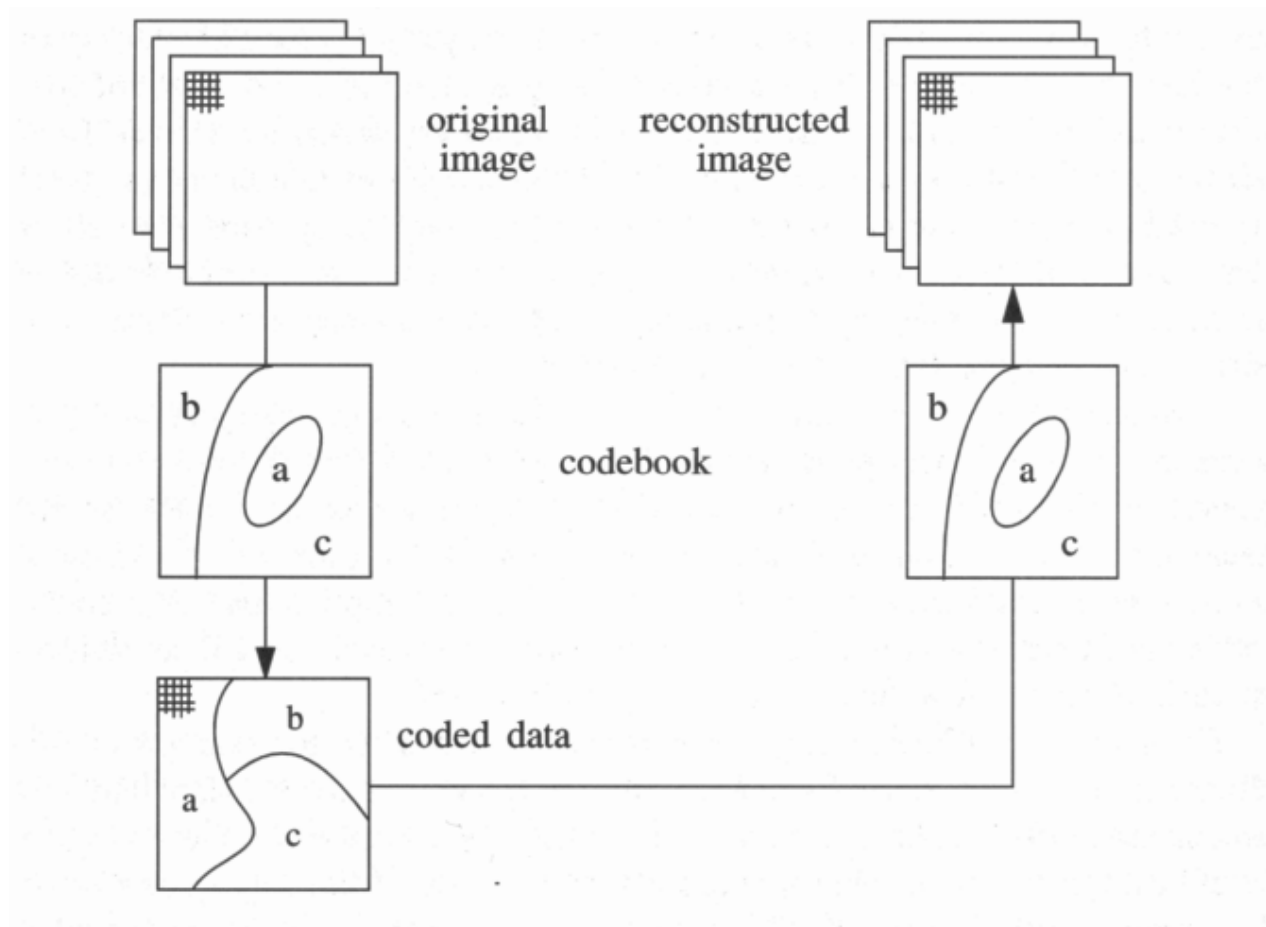 original
image
reconstructed
image
b
a
c
codebook
b
a
c
b
a
c
coded data